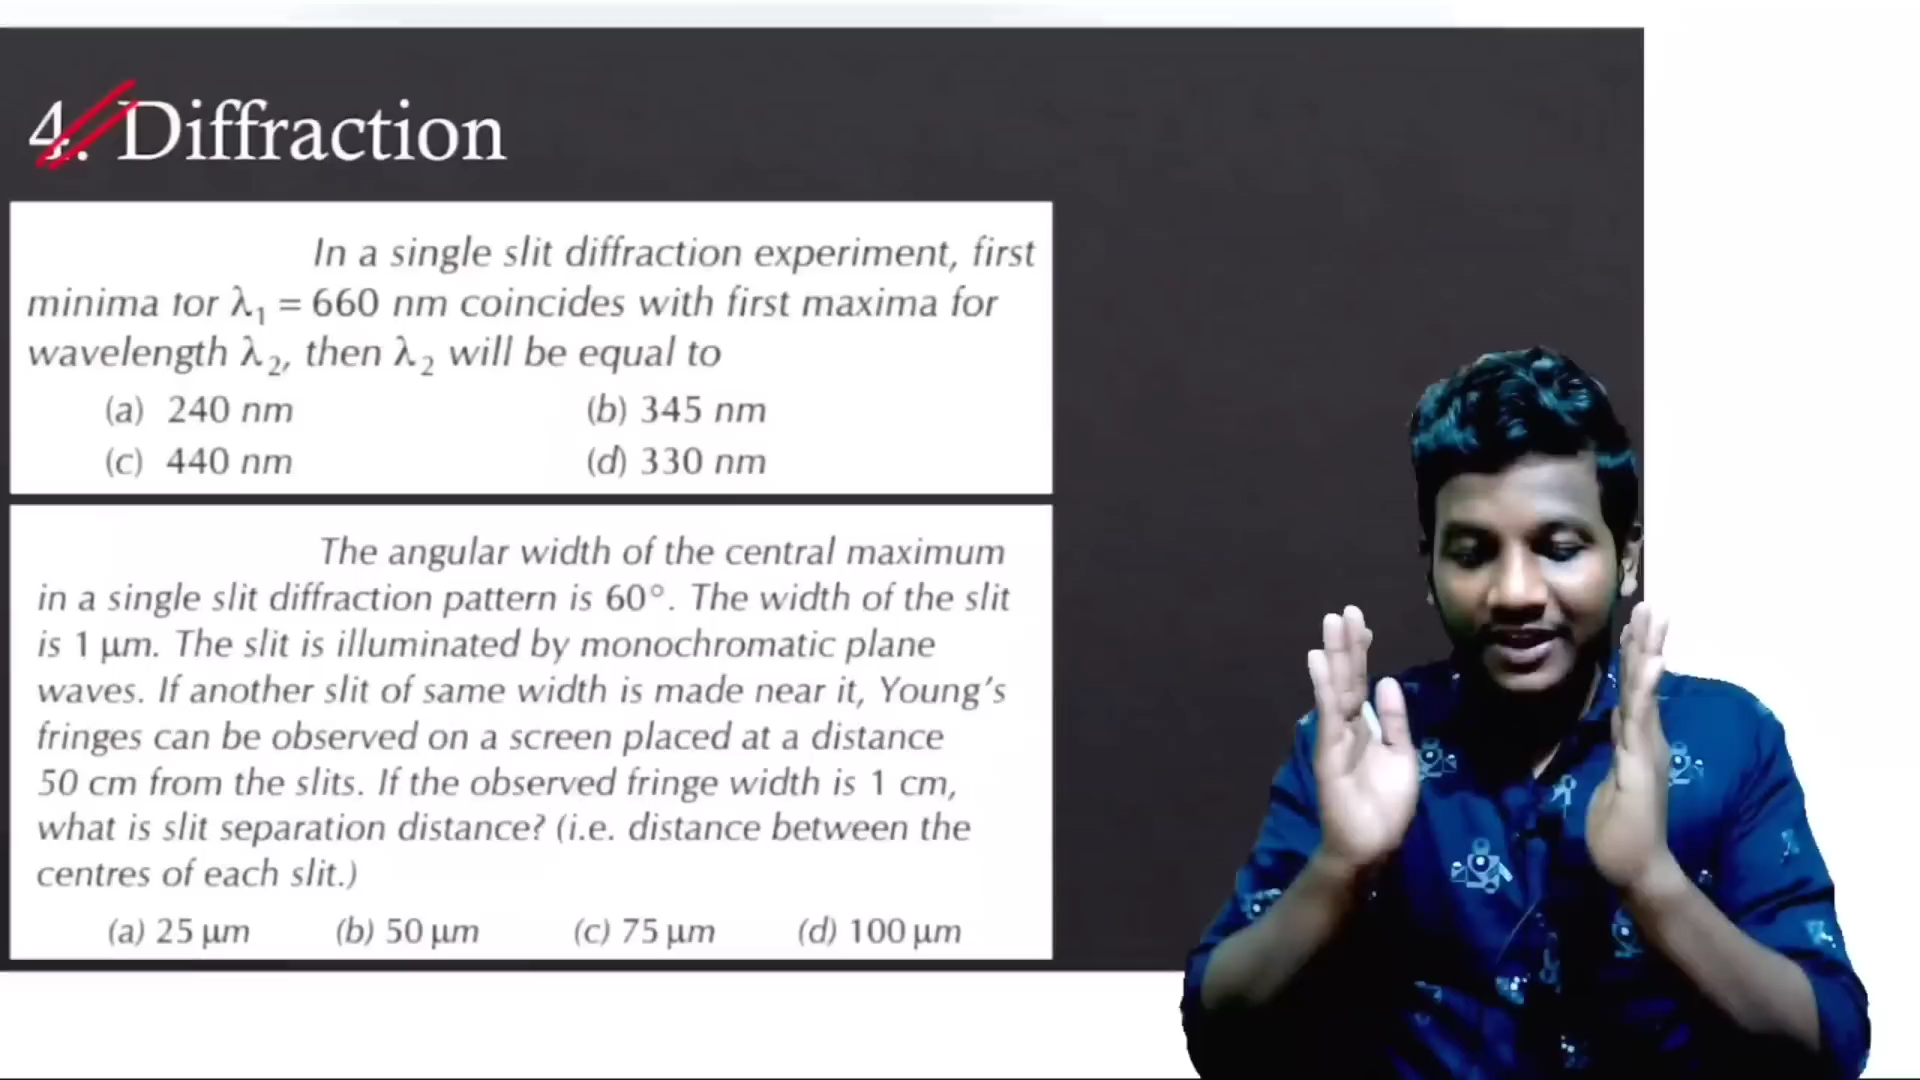 4. Diffraction
In a single slit diffraction experiment, first
minima tor λ₁ = 660 nm coincides with first maxima for
wavelength λ₂, then λ₂ will be equal to
(a) 240 nm (b) 345 nm
(c) 440 nm (d) 330 nm
The angular width of the central maximum
in a single slit diffraction pattern is 60°. The width of the slit
is 1 μm. The slit is illuminated by monochromatic plane
waves. If another slit of same width is made near it, Young's
fringes can be observed on a screen placed at a distance
50 cm from the slits. If the observed fringe width is 1 cm,
what is slit separation distance? (i.e. distance between the
centres of each slit.)
(a) 25 μm (b) 50 μm (c) 75 μm (d) 100 μm